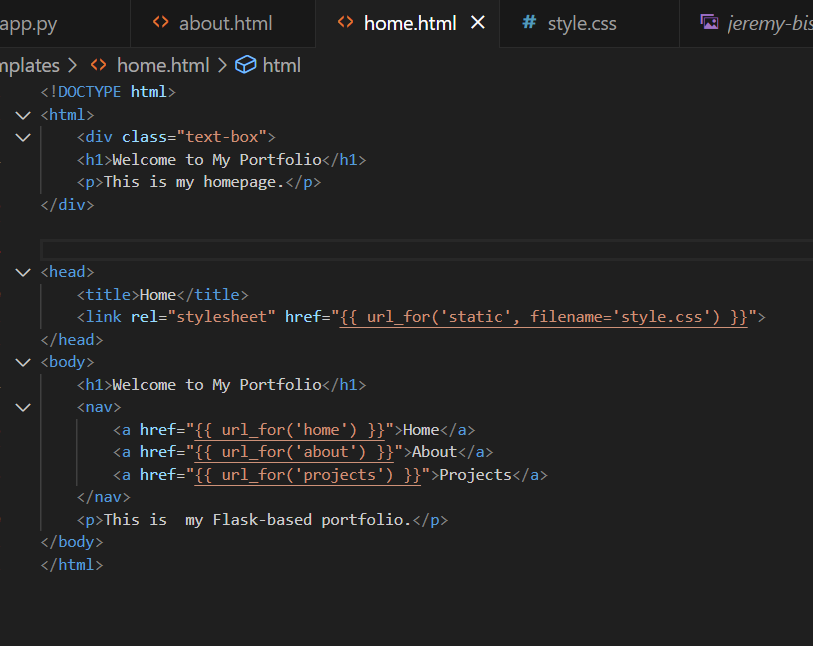 app.py about.html home.html style.css jeremy-bis
mplates home.html html
<!DOCTYPE html>
<html>
<div class="text-box">
<h1>Welcome to My Portfolio</h1>
<p>This is my homepage.</p>
</div>
<head>
<title>Home</title>
<link rel="stylesheet" href="{{ url_for('static', filename='style.css') }}">
</head>
<body>
<h1>Welcome to My Portfolio</h1>
<nav>
<a href="{{ url_for('home') }}">Home</a>
<a href="{{ url_for('about') }}">About</a>
<a href="{{ url_for('projects') }}">Projects</a>
</nav>
<p>This is  my Flask-based portfolio.</p>
</body>
</html>